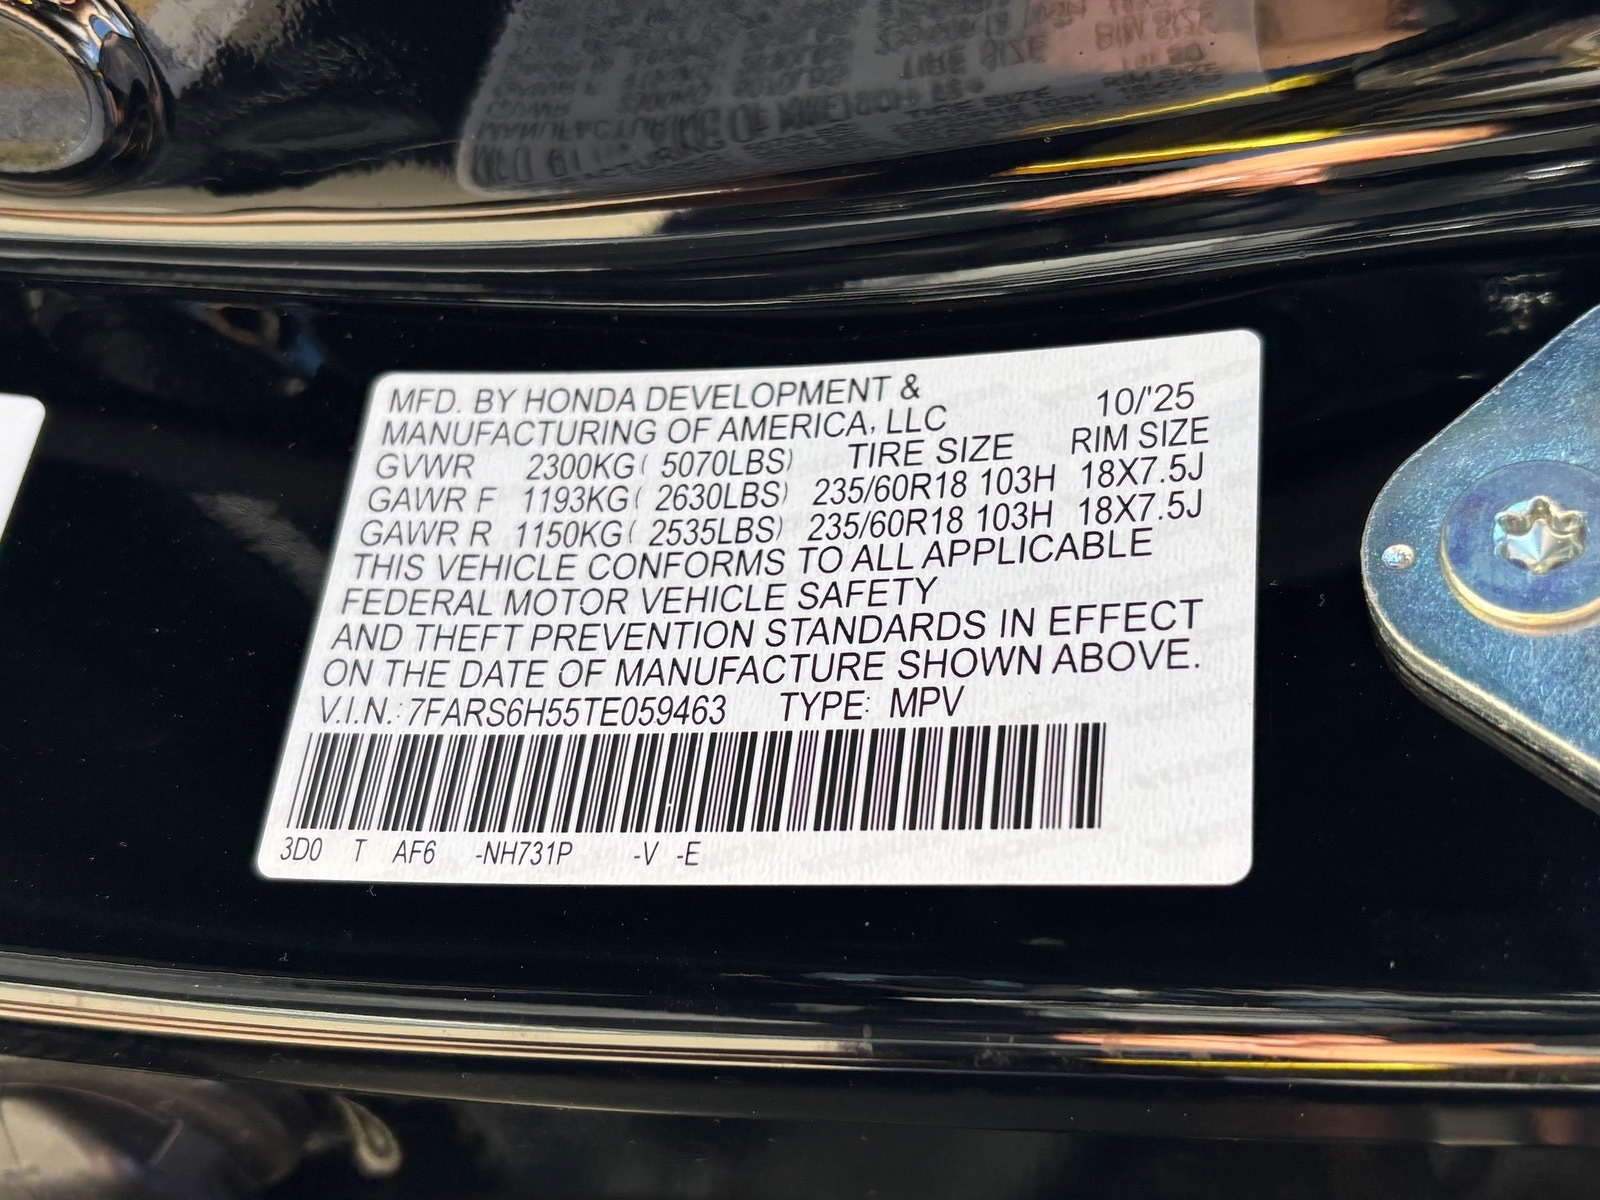 MFD. BY HONDA DEVELOPMENT &
MANUFACTURING OF AMERICA, LLC 10/'25
GVWR 2300KG( 5070LBS) TIRE SIZE RIM SIZE
GAWR F 1193KG( 2630LBS) 235/60R18 103H 18X7.5J
GAWR R 1150KG( 2535LBS) 235/60R18 103H 18X7.5J
THIS VEHICLE CONFORMS TO ALL APPLICABLE
FEDERAL MOTOR VEHICLE SAFETY
AND THEFT PREVENTION STANDARDS IN EFFECT
ON THE DATE OF MANUFACTURE SHOWN ABOVE.
V.I.N.: 7FARS6H55TE059463 TYPE: MPV
3D0 T AF6 -NH731P -V -E